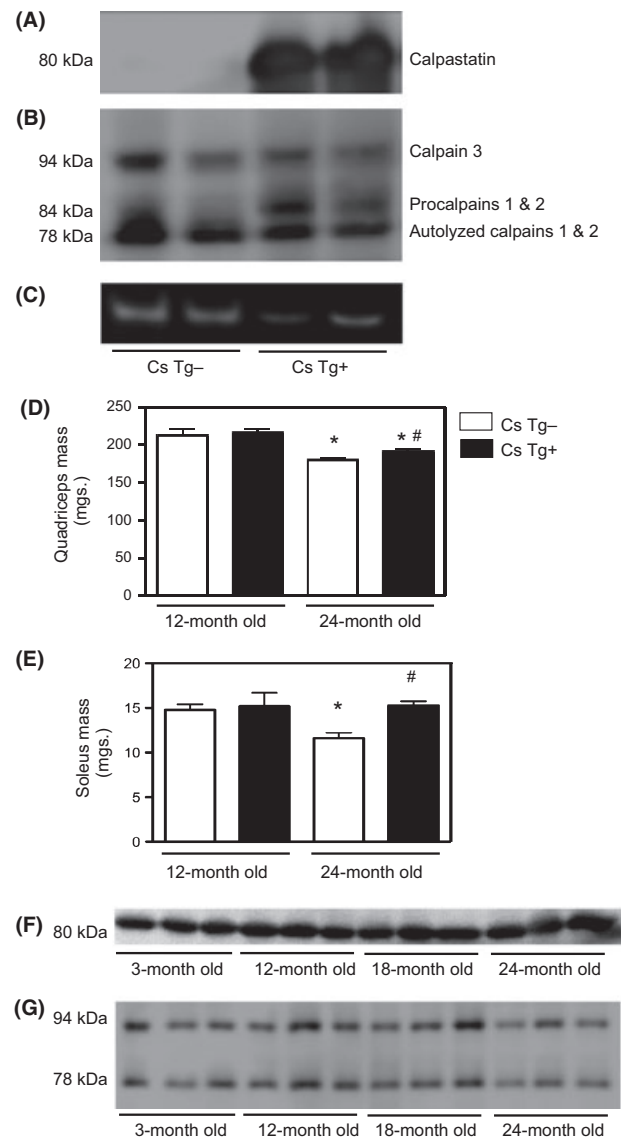 (A)
80 kDa
Calpastatin
(B)
94 kDa
Calpain 3
84 kDa
Procalpains 1 & 2
78 kDa
Autolyzed calpains 1 & 2
(C)
Cs Tg–
Cs Tg+
(D)
Quadriceps mass
(mgs.)
250
200
150
100
50
0
*
* #
Cs Tg–
Cs Tg+
12-month old
24-month old
(E)
Soleus mass
(mgs.)
20
15
10
5
0
*
#
12-month old
24-month old
(F)
80 kDa
3-month old
12-month old
18-month old
24-month old
(G)
94 kDa
78 kDa
3-month old
12-month old
18-month old
24-month old